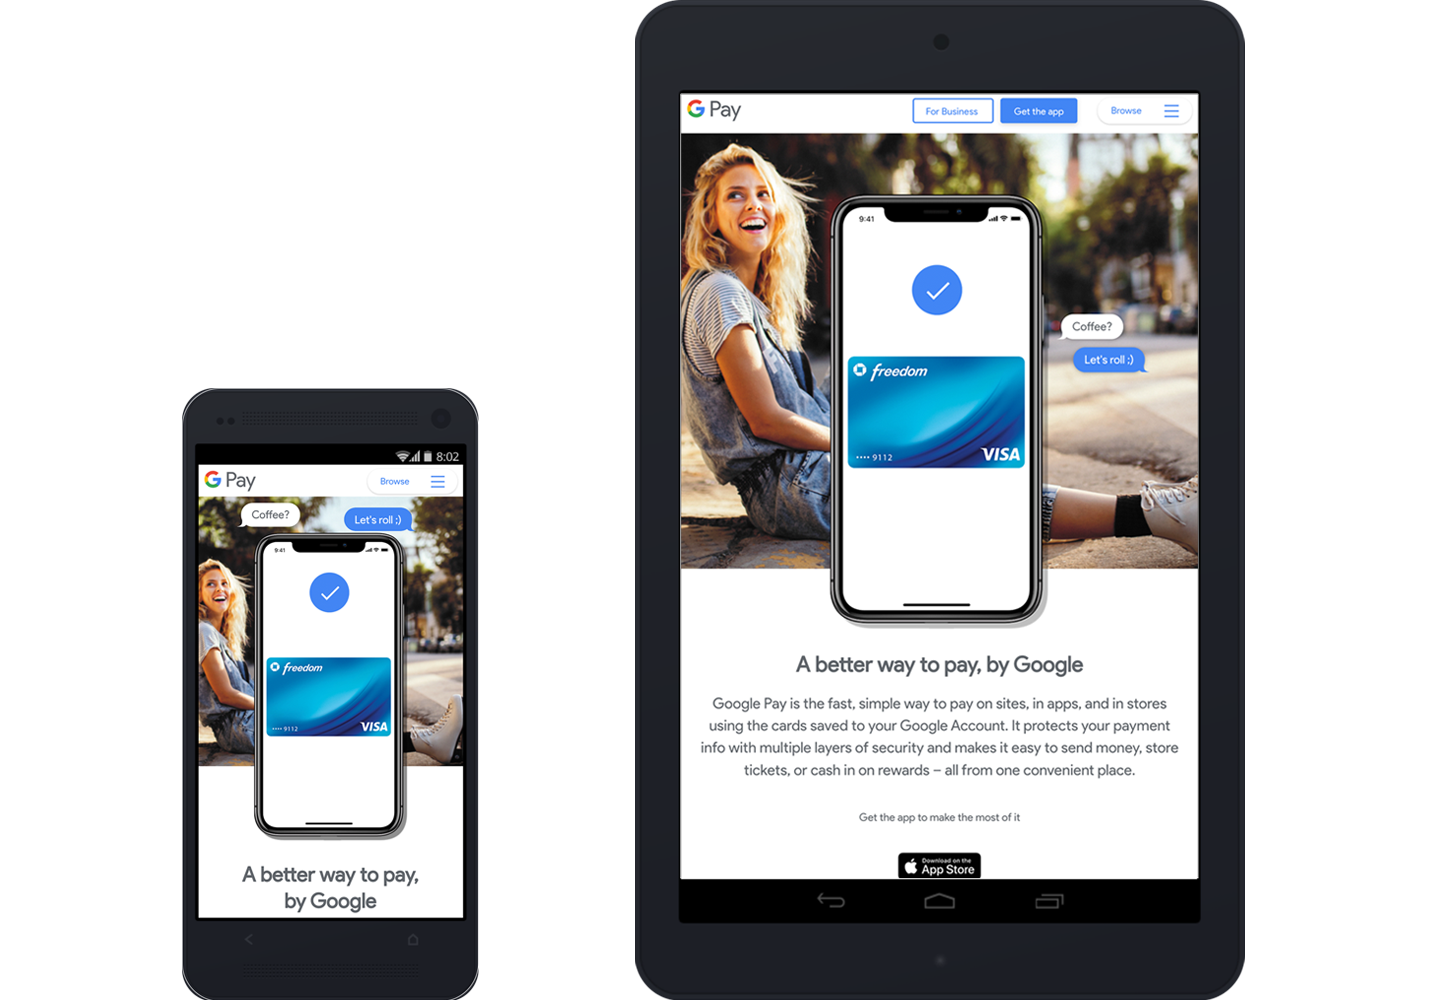 8:02
G Pay
Browse
Coffee?
Let's roll ;)
9:41
freedom
•••• 9112
VISA
A better way to pay,
by Google
G Pay
For Business
Get the app
Browse
9:41
Coffee?
Let's roll ;)
freedom
•••• 9112
VISA
A better way to pay, by Google
Google Pay is the fast, simple way to pay on sites, in apps, and in stores
using the cards saved to your Google Account. It protects your payment
info with multiple layers of security and makes it easy to send money, store
tickets, or cash in on rewards – all from one convenient place.
Get the app to make the most of it
Download on the
App Store